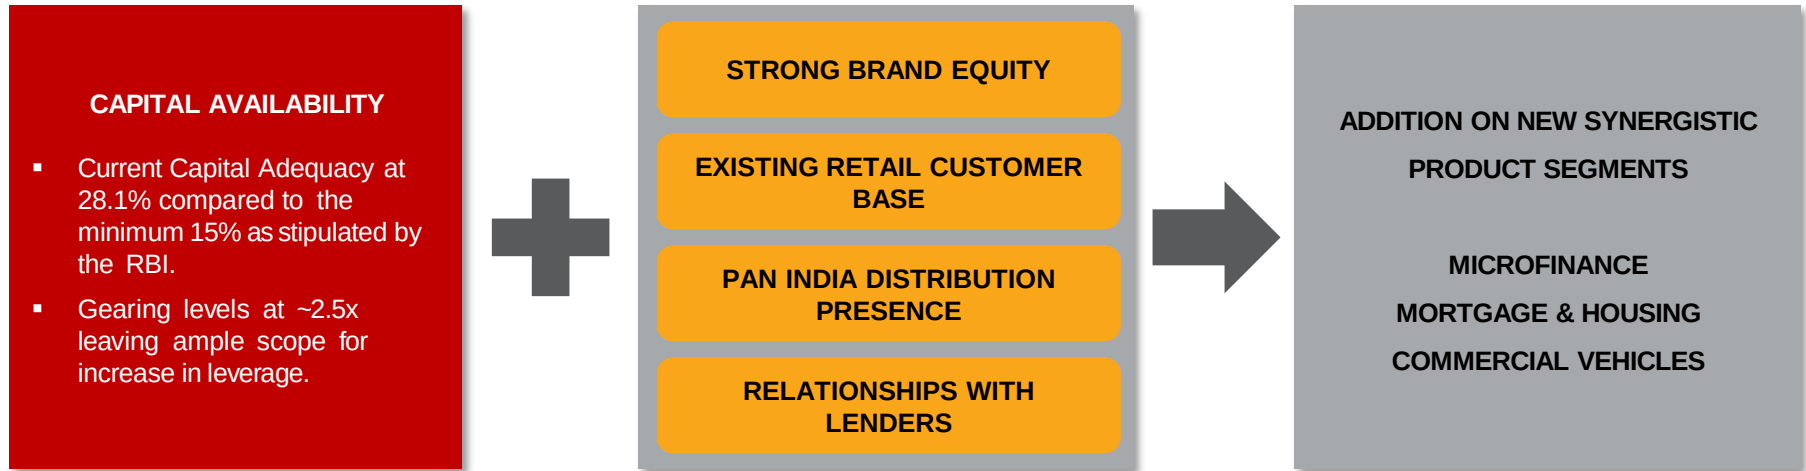 CAPITAL AVAILABILITY
▪ Current Capital Adequacy at
28.1% compared to the
minimum 15% as stipulated by
the RBI.
▪ Gearing levels at ~2.5x
leaving ample scope for
increase in leverage.
STRONG BRAND EQUITY
EXISTING RETAIL CUSTOMER
BASE
PAN INDIA DISTRIBUTION
PRESENCE
RELATIONSHIPS WITH
LENDERS
ADDITION ON NEW SYNERGISTIC
PRODUCT SEGMENTS
MICROFINANCE
MORTGAGE & HOUSING
COMMERCIAL VEHICLES